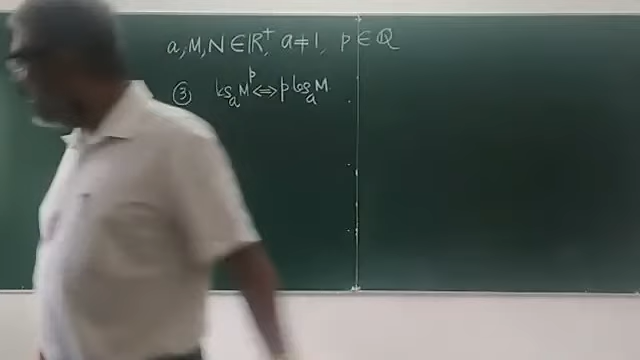 a, M, N ∈ ℝ⁺, a ≠ 1, p ∈ ℚ
③ logₐ Mᵖ ⟺ p logₐ M